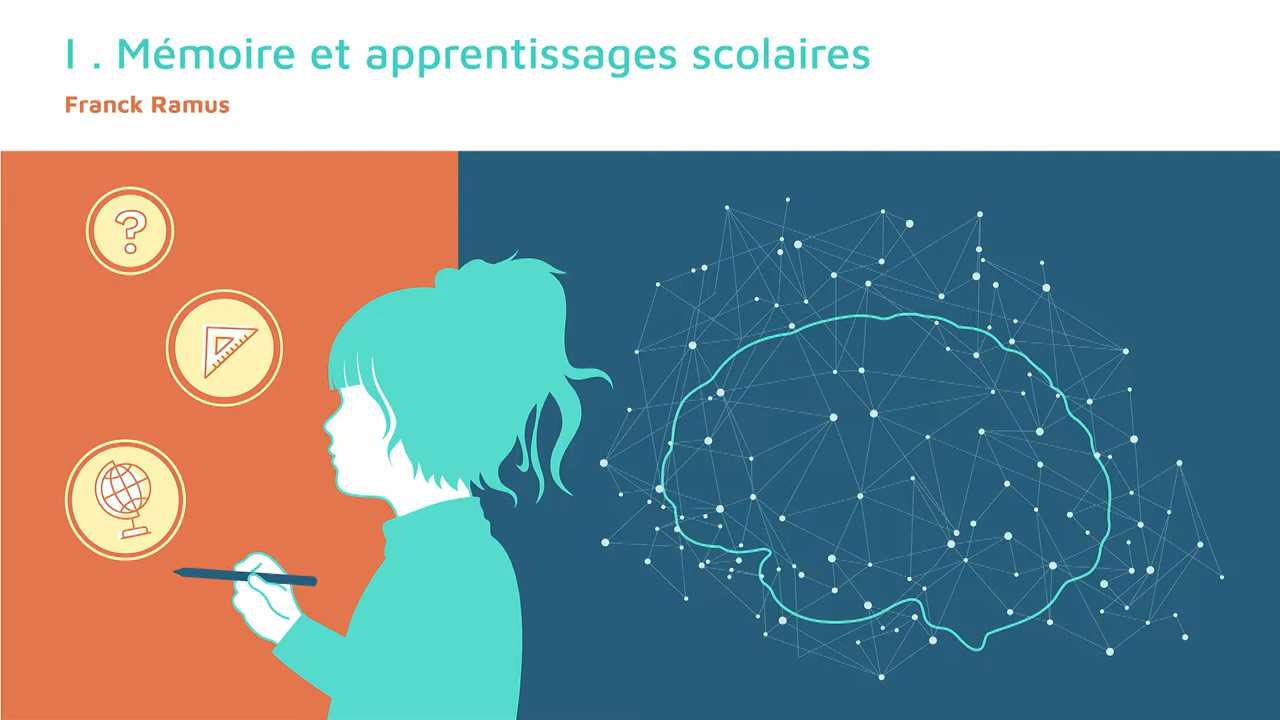 I . Mémoire et apprentissages scolaires
Franck Ramus
?